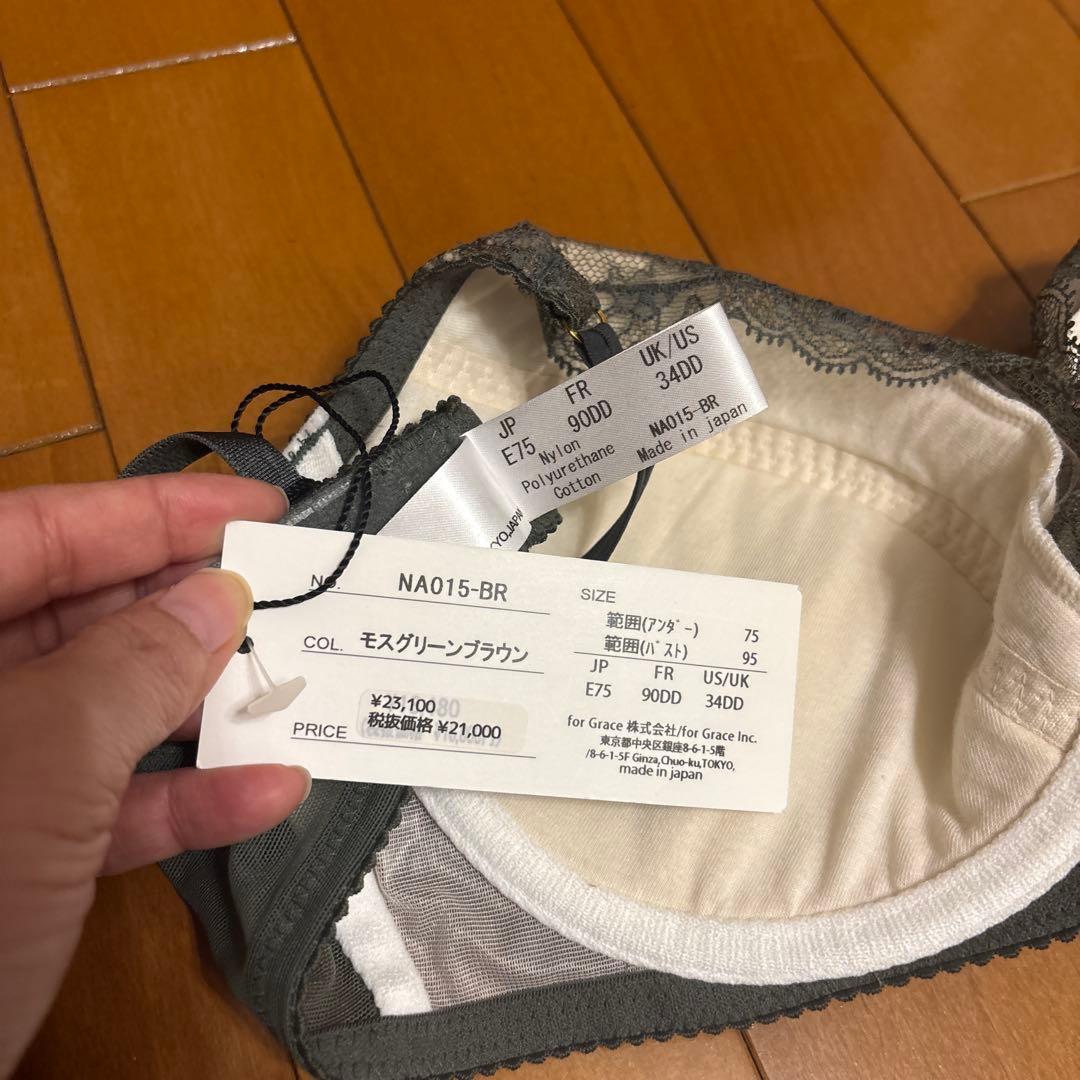 JP FR UK/US
E75 90DD 34DD
Nylon
Polyurethane
Cotton
NA015-BR
Made in japan
NO. NA015-BR
COL. モスグリーンブラウン
¥23,100
税抜価格 ¥21,000
PRICE
SIZE
範囲(ｱﾝﾀﾞｰ) 75
範囲(ﾊﾞｽﾄ) 95
JP FR US/UK
E75 90DD 34DD
for Grace 株式会社/for Grace Inc.
東京都中央区銀座8-6-1-5階
/8-6-1-5F Ginza,Chuo-ku,TOKYO,
made in japan